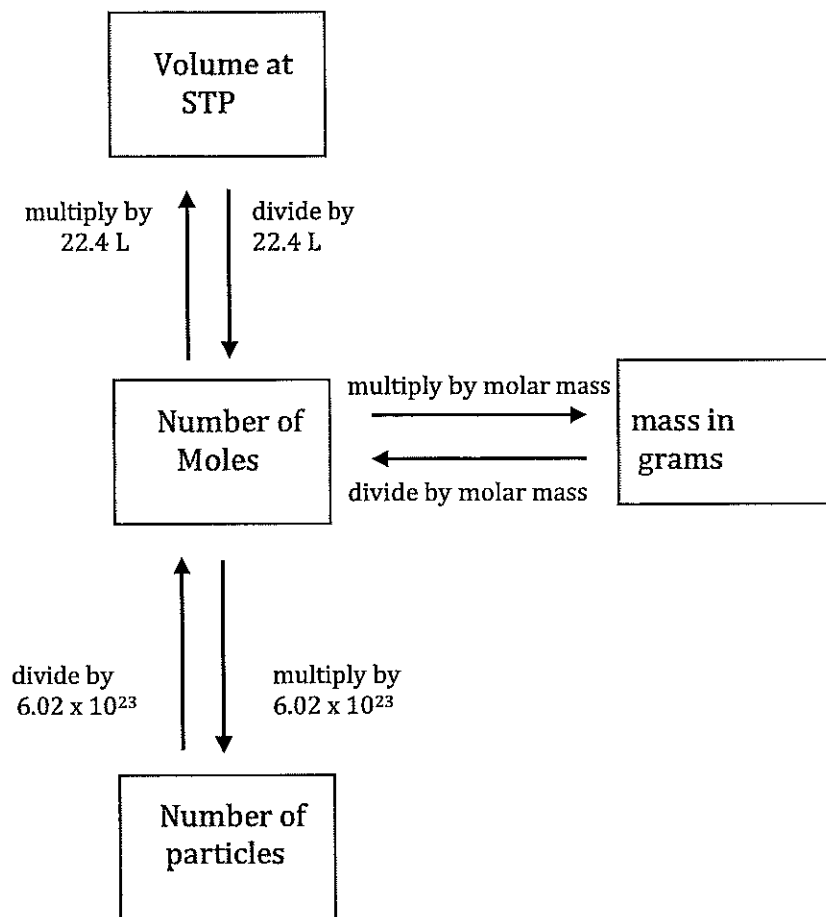 Volume at
STP
multiply by
22.4 L
divide by
22.4 L
Number of
Moles
multiply by molar mass
divide by molar mass
mass in
grams
divide by
6.02 x 10²³
multiply by
6.02 x 10²³
Number of
particles